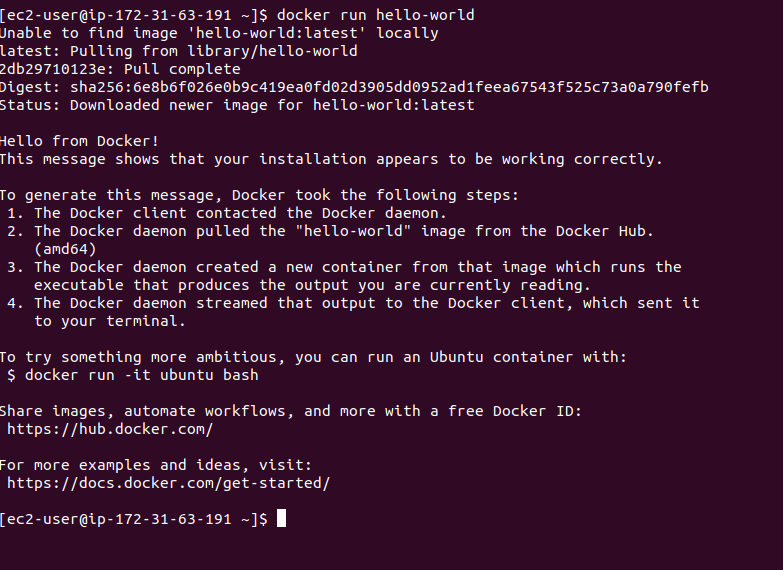 [ec2-user@ip-172-31-63-191 ~]$ docker run hello-world
Unable to find image 'hello-world:latest' locally
latest: Pulling from library/hello-world
2db29710123e: Pull complete
Digest: sha256:6e8b6f026e0b9c419ea0fd02d3905dd0952ad1feea67543f525c73a0a790fefb
Status: Downloaded newer image for hello-world:latest

Hello from Docker!
This message shows that your installation appears to be working correctly.

To generate this message, Docker took the following steps:
 1. The Docker client contacted the Docker daemon.
 2. The Docker daemon pulled the "hello-world" image from the Docker Hub.
    (amd64)
 3. The Docker daemon created a new container from that image which runs the
    executable that produces the output you are currently reading.
 4. The Docker daemon streamed that output to the Docker client, which sent it
    to your terminal.

To try something more ambitious, you can run an Ubuntu container with:
 $ docker run -it ubuntu bash

Share images, automate workflows, and more with a free Docker ID:
 https://hub.docker.com/

For more examples and ideas, visit:
 https://docs.docker.com/get-started/

[ec2-user@ip-172-31-63-191 ~]$